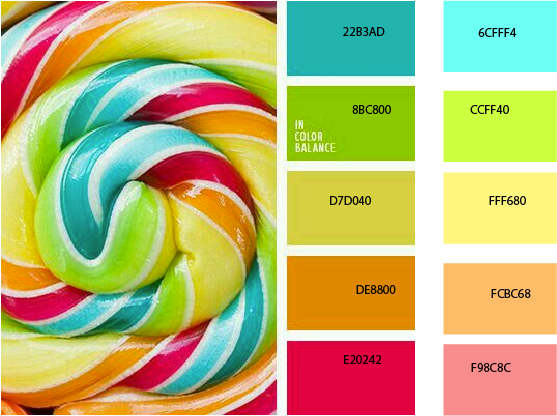 22B3AD
6CFFF4
8BC800
CCFF40
IN
COLOR
BALANCE
D7D040
FFF680
DE8800
FCBC68
E20242
F98C8C